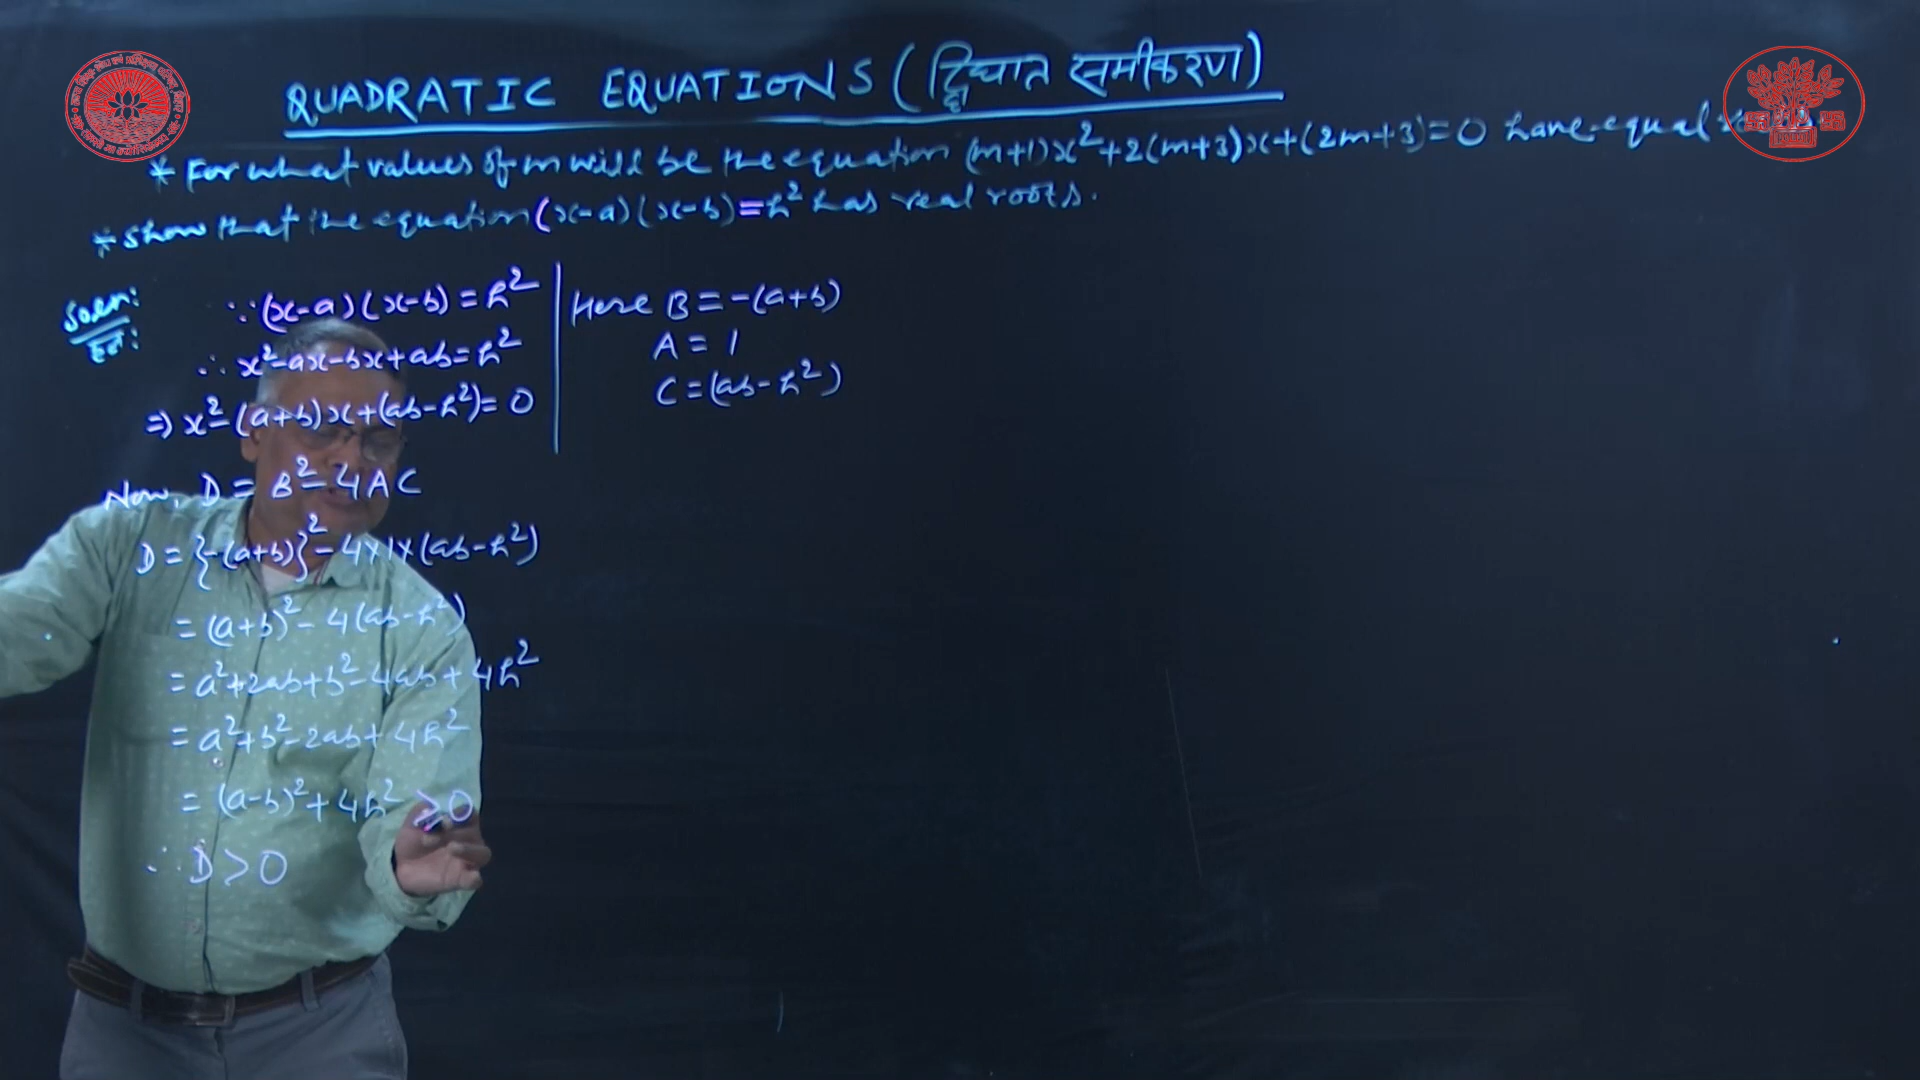 QUADRATIC EQUATIONS (द्विघात समीकरण)
* For what values of m will be the equation (m+1)x²+2(m+3)x+(2m+3)=0 have equal
* Show that the equation (x-a)(x-b)=h² has real roots.
Soln:
हल:
∵ (x-a)(x-b)=h²
∴ x²-ax-bx+ab=h²
⇒ x²-(a+b)x+(ab-h²)=0
Here B=-(a+b)
A=1
C=(ab-h²)
Now, D=B²-4AC
D={-(a+b)}²-4×1×(ab-h²)
=(a+b)²-4(ab-h²)
=a²+2ab+b²-4ab+4h²
=a²+b²-2ab+4h²
=(a-b)²+4h² ≥0
∴ D>0